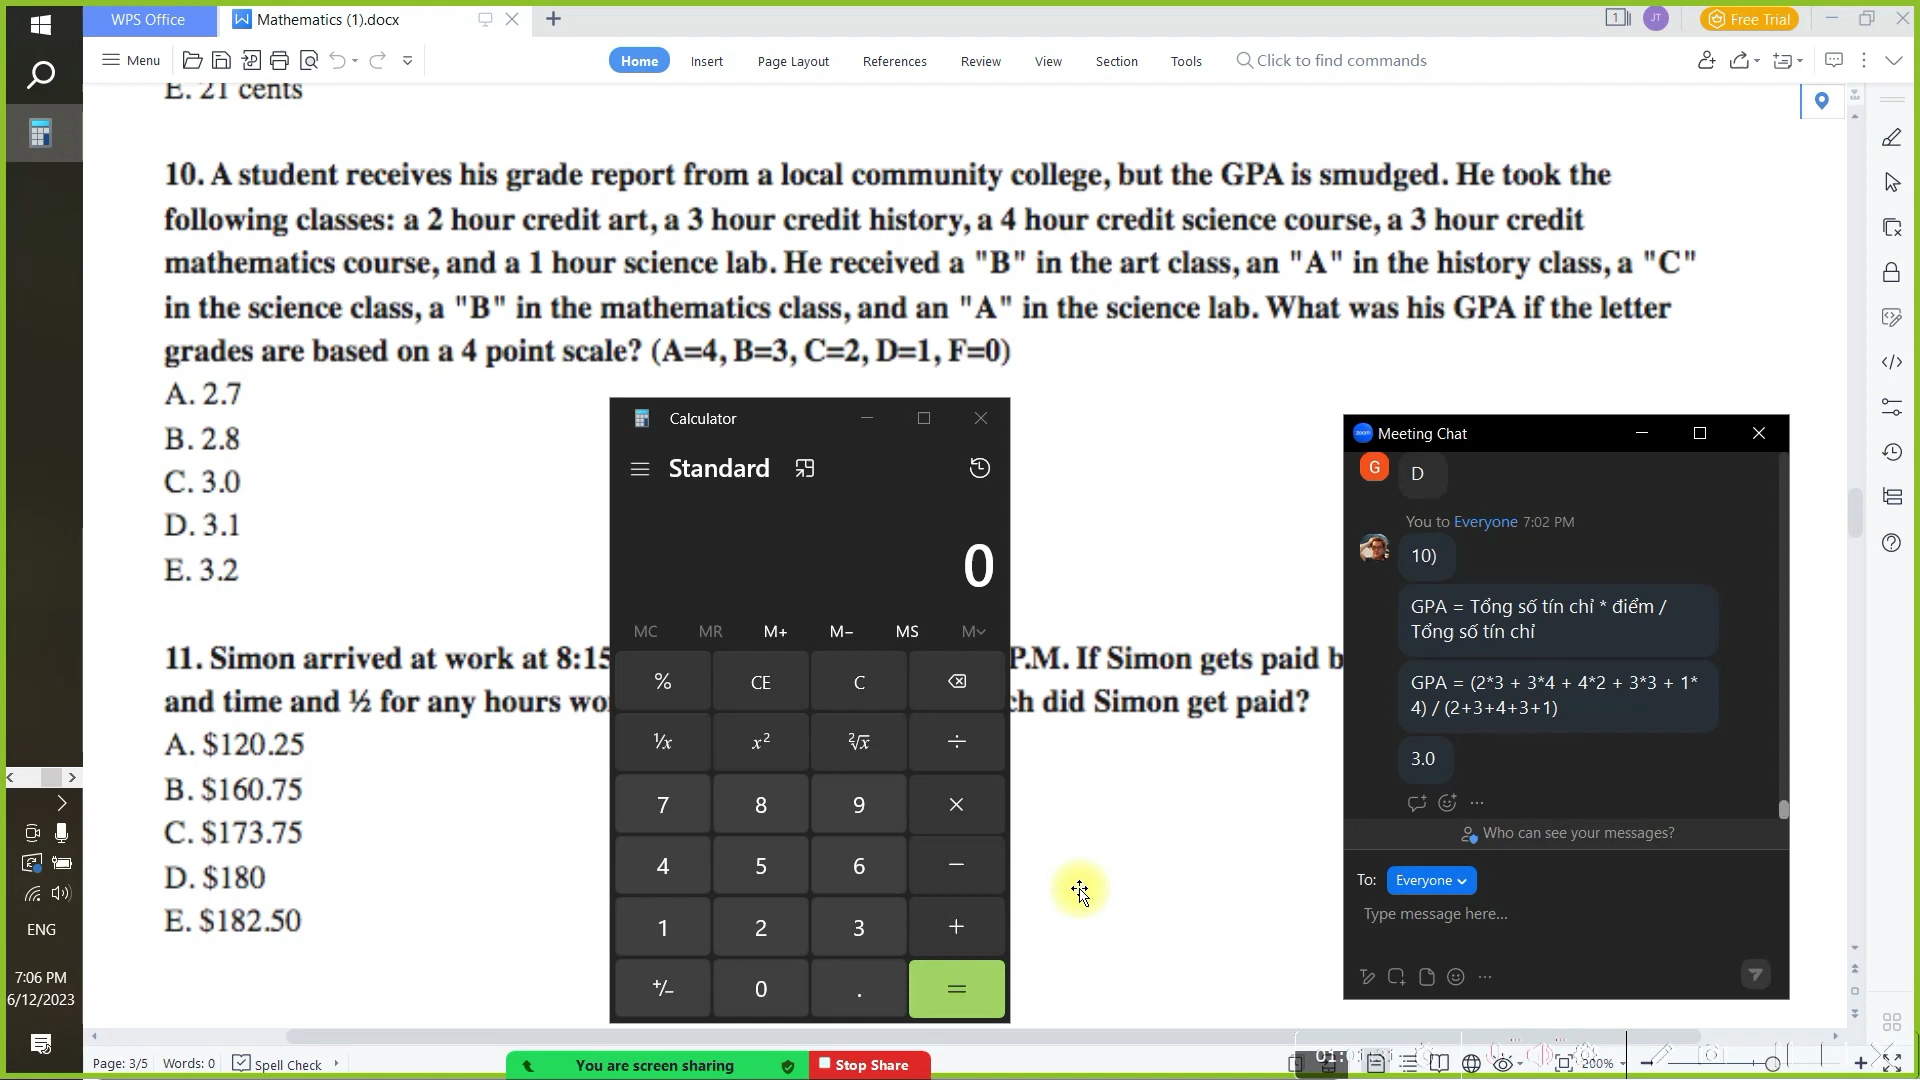 WPS Office
Mathematics (1).docx
1
JT
Free Trial
Menu
Home
Insert
Page Layout
References
Review
View
Section
Tools
Click to find commands
E. 21 cents
10. A student receives his grade report from a local community college, but the GPA is smudged. He took the
following classes: a 2 hour credit art, a 3 hour credit history, a 4 hour credit science course, a 3 hour credit
mathematics course, and a 1 hour science lab. He received a "B" in the art class, an "A" in the history class, a "C"
in the science class, a "B" in the mathematics class, and an "A" in the science lab. What was his GPA if the letter
grades are based on a 4 point scale? (A=4, B=3, C=2, D=1, F=0)
A. 2.7
B. 2.8
C. 3.0
D. 3.1
E. 3.2
11. Simon arrived at work at 8:15 P.M. If Simon gets paid b
and time and ½ for any hours wo ch did Simon get paid?
A. $120.25
B. $160.75
C. $173.75
D. $180
E. $182.50
Calculator
Standard
0
MC MR M+ M− MS M
% CE C
⅟x x² ²√x ÷
7 8 9 ×
4 5 6 −
1 2 3 +
+/− 0 . =
zoom
Meeting Chat
G
D
You to Everyone 7:02 PM
10)
GPA = Tổng số tín chỉ * điểm /
Tổng số tín chỉ
GPA = (2*3 + 3*4 + 4*2 + 3*3 + 1*
4) / (2+3+4+3+1)
3.0
Who can see your messages?
To: Everyone
Type message here...
ENG
7:06 PM
6/12/2023
Page: 3/5
Words: 0
Spell Check
You are screen sharing
Stop Share
200%